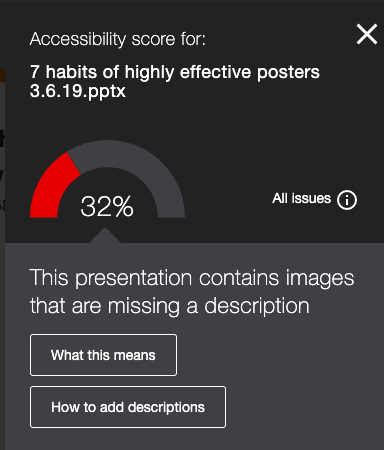 Accessibility score for:
7 habits of highly effective posters
3.6.19.pptx
32%
All issues
This presentation contains images
that are missing a description
What this means
How to add descriptions